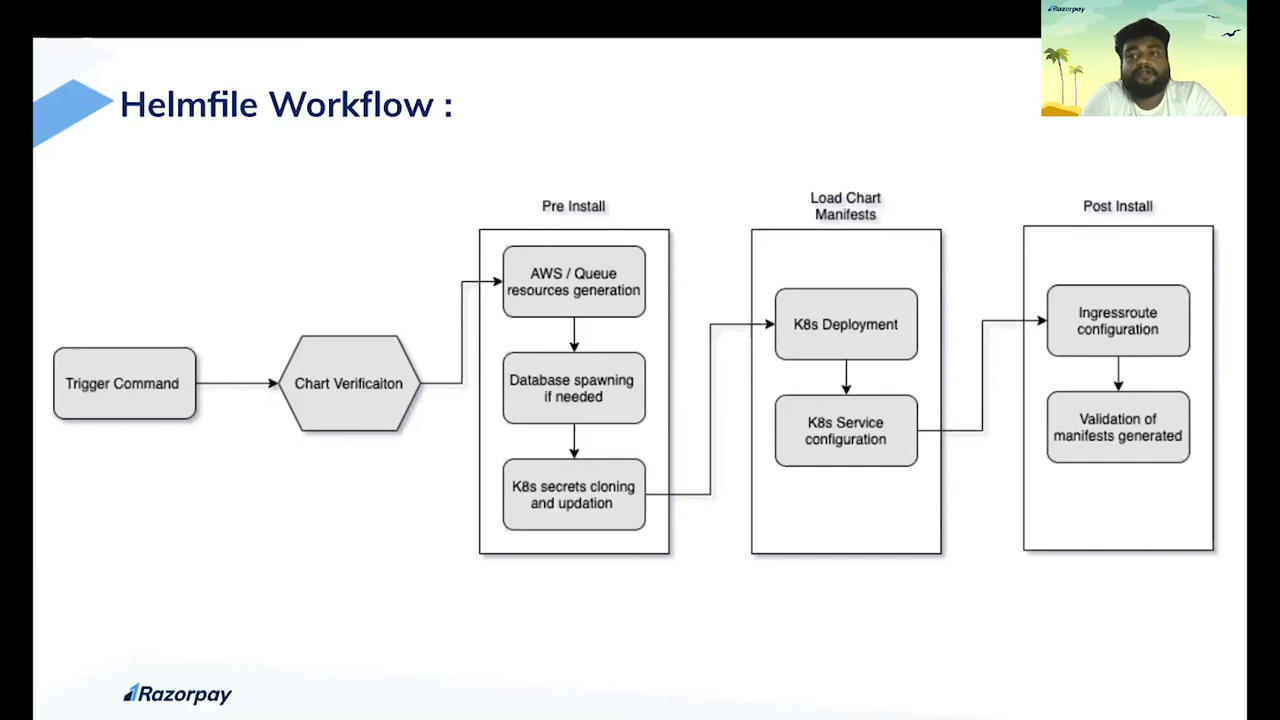 Razorpay
Helmfile Workflow :
Pre Install
Load Chart
Manifests
Post Install
AWS / Queue
resources generation
Database spawning
if needed
K8s secrets cloning
and updation
K8s Deployment
K8s Service
configuration
Ingressroute
configuration
Validation of
manifests generated
Trigger Command
Chart Verificaiton
Razorpay